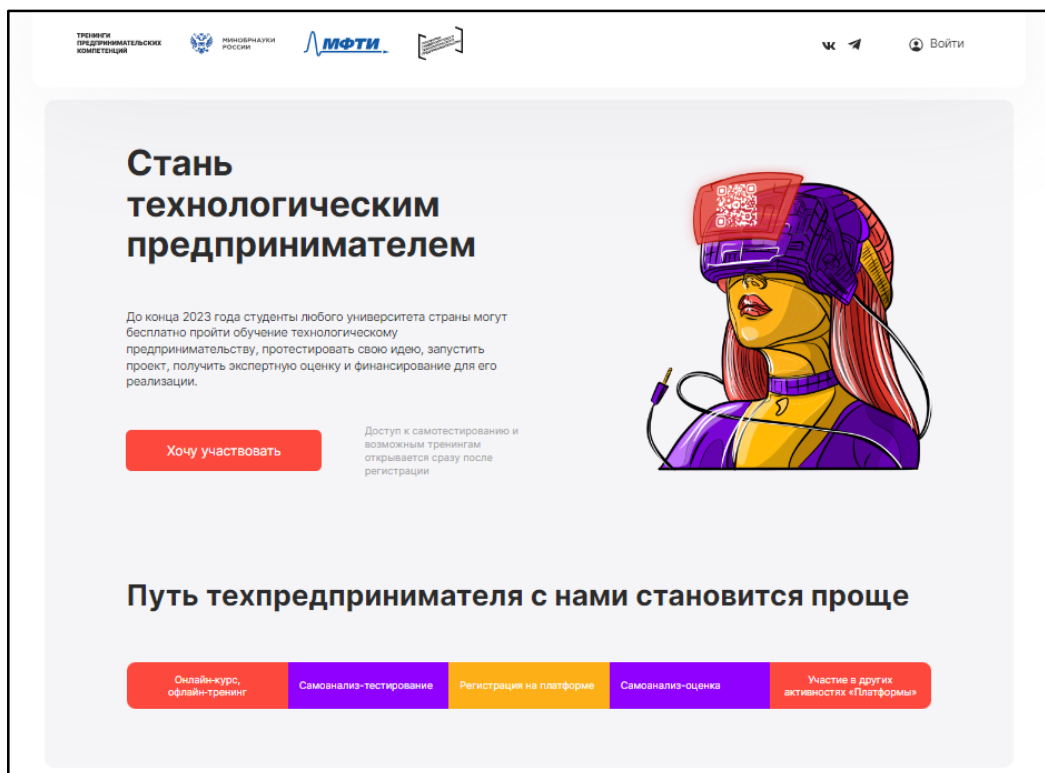 ТРЕНИНГИ
ПРЕДПРИНИМАТЕЛЬСКИХ
КОМПЕТЕНЦИЙ
МИНОБРНАУКИ
РОССИИ
МФТИ
Войти
Стань
технологическим
предпринимателем
До конца 2023 года студенты любого университета страны могут
бесплатно пройти обучение технологическому
предпринимательству, протестировать свою идею, запустить
проект, получить экспертную оценку и финансирование для его
реализации.
Хочу участвовать
Доступ к самотестированию и
возможным тренингам
открывается сразу после
регистрации
Путь техпредпринимателя с нами становится проще
Онлайн-курс,
офлайн-тренинг
Самоанализ-тестирование
Регистрация на платформе
Самоанализ-оценка
Участие в других
активностях «Платформы»